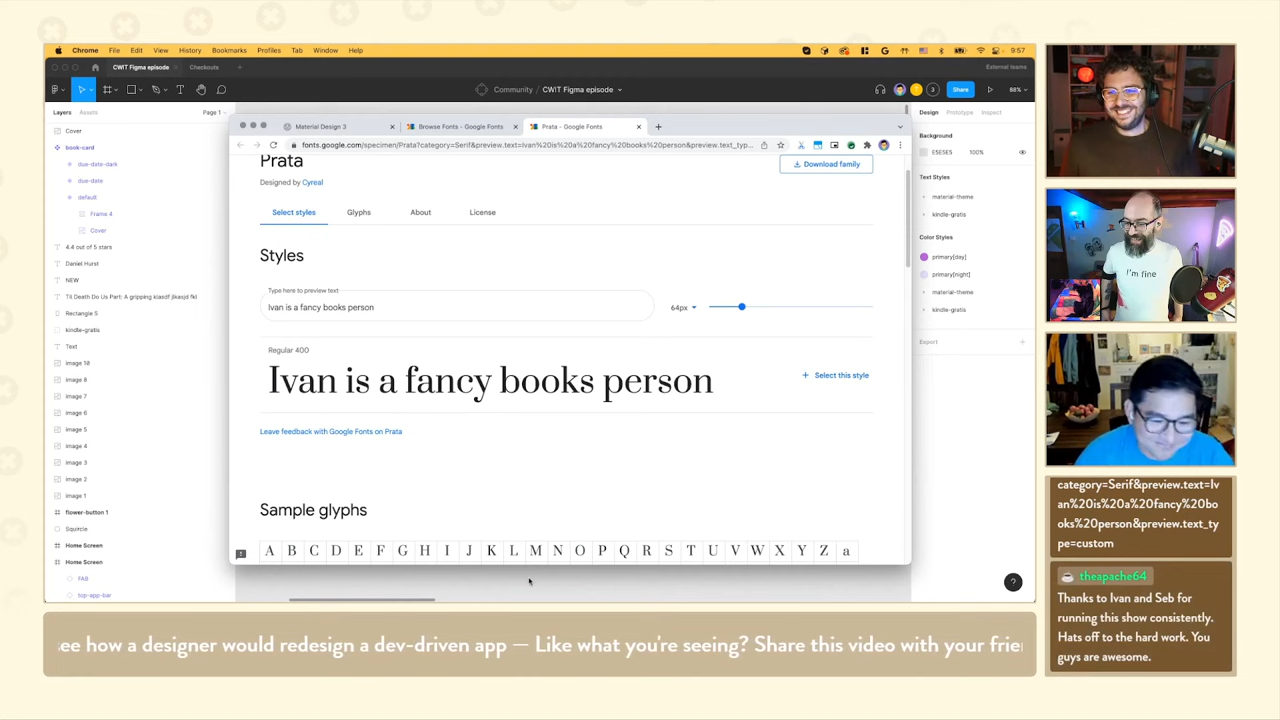 Chrome File Edit View History Bookmarks Profiles Tab Window Help 9:57
CWIT Figma episode Checkouts + External teams
Community / CWIT Figma episode 3 Share 88%
Layers Assets Page 1
Cover
book-card
due-date-dark
due-date
default
Frame 4
Cover
4.4 out of 5 stars
Daniel Hurst
NEW
Til Death Do Us Part: A gripping klasdf jlkasjd fkl
Rectangle 5
kindle-gratis
Text
image 10
image 8
image 7
image 6
image 5
image 4
image 3
image 2
image 1
flower-button 1
Squircle
Home Screen
Home Screen
FAB
top-app-bar
Material Design 3 Browse Fonts - Google Fonts Prata - Google Fonts
fonts.google.com/specimen/Prata?category=Serif&preview.text=Ivan%20is%20a%20fancy%20books%20person&preview.text_typ...
Prata
Download family
Designed by Cyreal
Select styles Glyphs About License
Styles
Type here to preview text
Ivan is a fancy books person 64px
Regular 400
Ivan is a fancy books person
+ Select this style
Leave feedback with Google Fonts on Prata
Sample glyphs
A B C D E F G H I J K L M N O P Q R S T U V W X Y Z a
Design Prototype Inspect
Background
E5E5E5 100%
Text Styles
material-theme
kindle-gratis
Color Styles
primary[day]
primary[night]
material-theme
kindle-gratis
Export +
?
I'm fine
category=Serif&preview.text=Iv
an%20is%20a%20fancy%20bo
oks%20person&preview.text_ty
pe=custom
theapache64
Thanks to Ivan and Seb for
running this show consistently.
Hats off to the hard work. You
guys are awesome.
see how a designer would redesign a dev-driven app — Like what you're seeing? Share this video with your frie